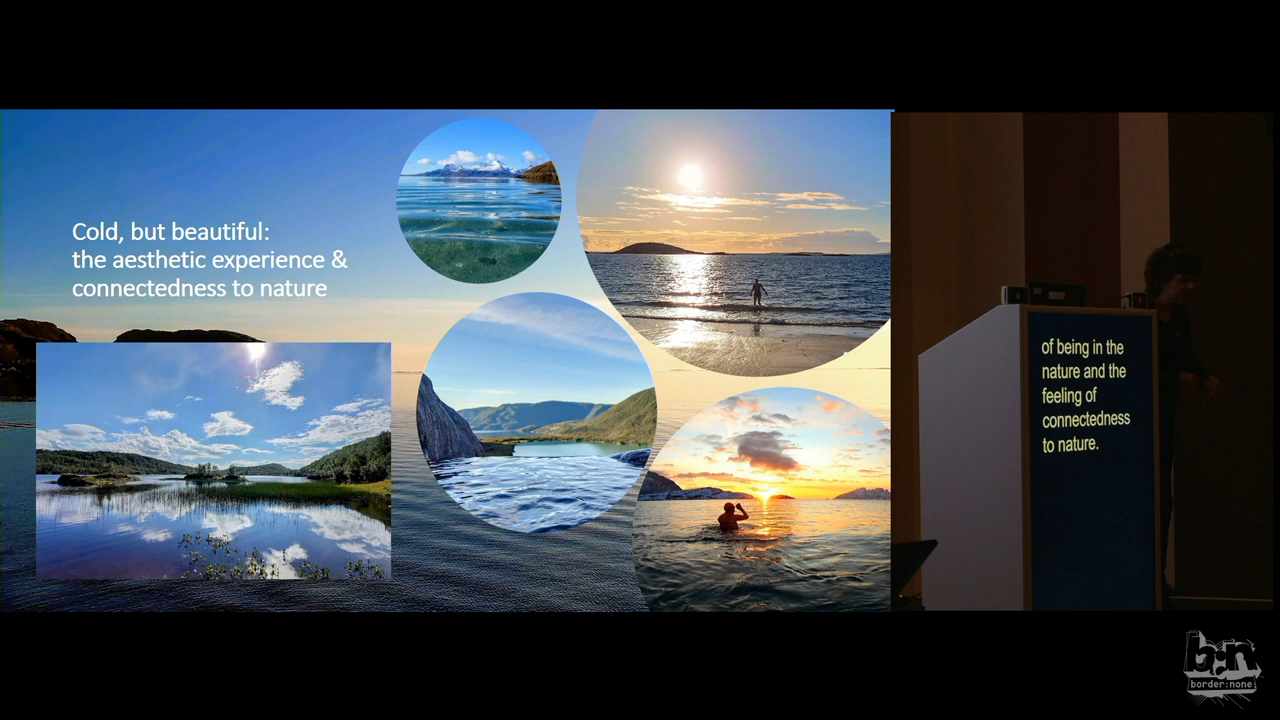 Cold, but beautiful:
the aesthetic experience &
connectedness to nature
of being in the
nature and the
feeling of
connectedness
to nature.
b:n
border:none